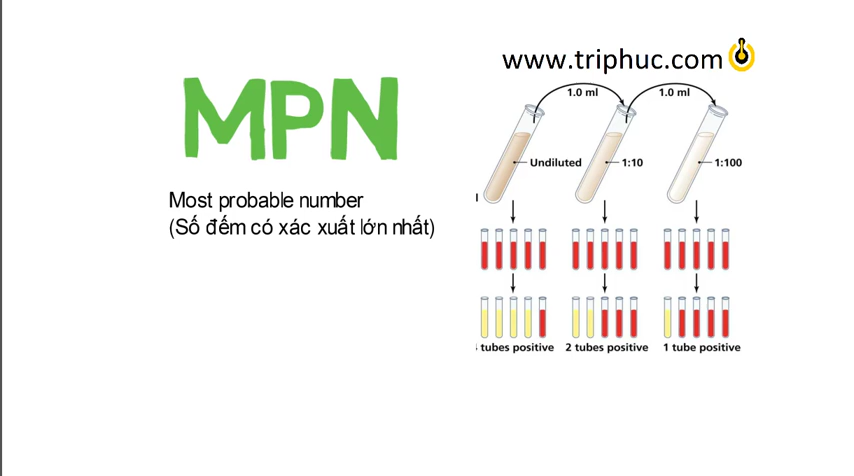 www.triphuc.com
MPN
Most probable number
(Số đếm có xác xuất lớn nhất)
1.0 ml 1.0 ml
Undiluted 1:10 1:100
tubes positive 2 tubes positive 1 tube positive